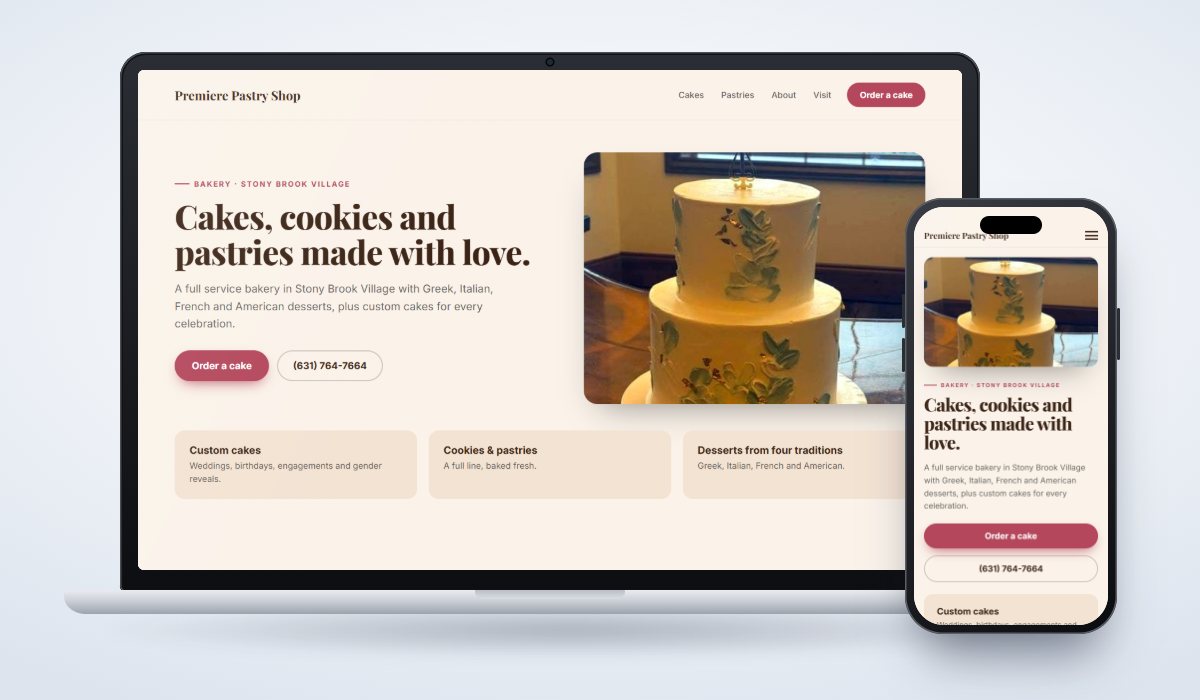 Premiere Pastry Shop
Cakes Pastries About Visit Order a cake
BAKERY · STONY BROOK VILLAGE
Cakes, cookies and
pastries made with love.
A full service bakery in Stony Brook Village with Greek, Italian,
French and American desserts, plus custom cakes for every
celebration.
Order a cake (631) 764-7664
Custom cakes
Weddings, birthdays, engagements and gender
reveals.
Cookies & pastries
A full line, baked fresh.
Desserts from four traditions
Greek, Italian, French and American.
Premiere Pastry Shop
BAKERY · STONY BROOK VILLAGE
Cakes, cookies and
pastries made with
love.
A full service bakery in Stony Brook Village
with Greek, Italian, French and American
desserts, plus custom cakes for every
celebration.
Order a cake
(631) 764-7664
Custom cakes
Weddings, birthdays, engagements and